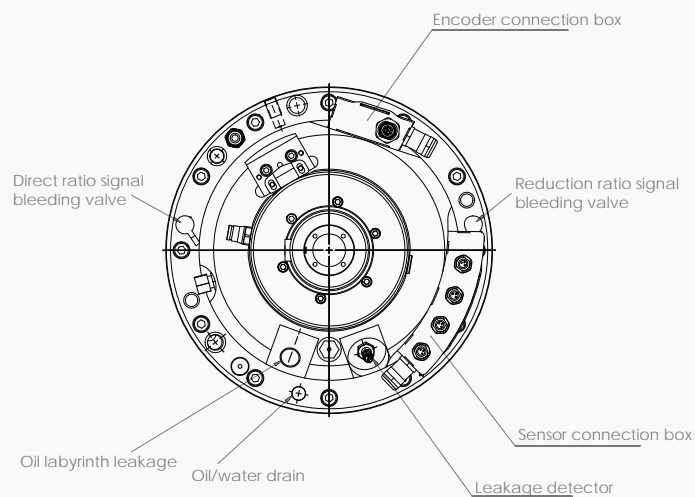 Encoder connection box
Direct ratio signal
bleeding valve
Reduction ratio signal
bleeding valve
Sensor connection box
Oil labyrinth leakage
Oil/water drain
Leakage detector